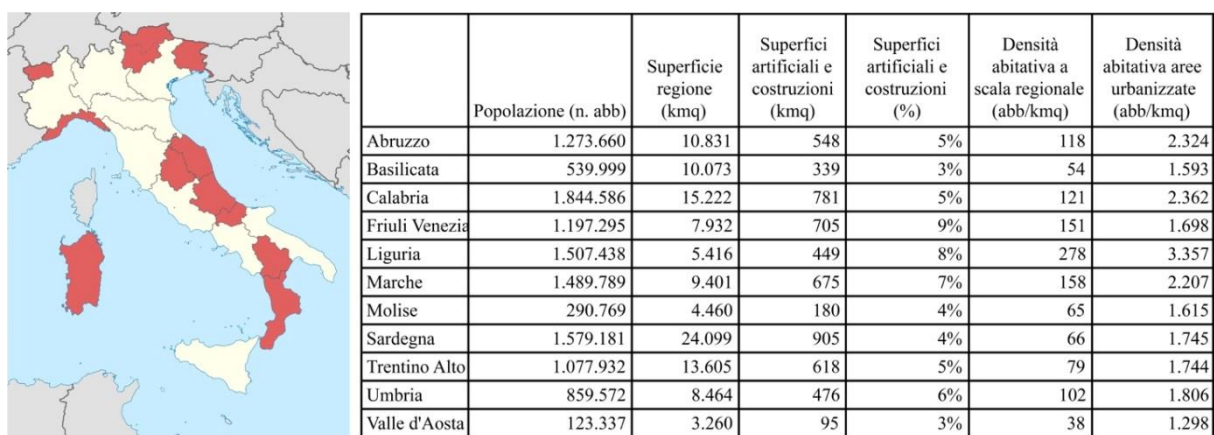 Popolazione (n. abb) Superficie regione (kmq) Superfici artificiali e costruzioni (kmq) Superfici artificiali e costruzioni (%) Densità abitativa a scala regionale (abb/kmq) Densità abitativa aree urbanizzate (abb/kmq)
Abruzzo 1.273.660 10.831 548 5% 118 2.324
Basilicata 539.999 10.073 339 3% 54 1.593
Calabria 1.844.586 15.222 781 5% 121 2.362
Friuli Venezia 1.197.295 7.932 705 9% 151 1.698
Liguria 1.507.438 5.416 449 8% 278 3.357
Marche 1.489.789 9.401 675 7% 158 2.207
Molise 290.769 4.460 180 4% 65 1.615
Sardegna 1.579.181 24.099 905 4% 66 1.745
Trentino Alto 1.077.932 13.605 618 5% 79 1.744
Umbria 859.572 8.464 476 6% 102 1.806
Valle d'Aosta 123.337 3.260 95 3% 38 1.298